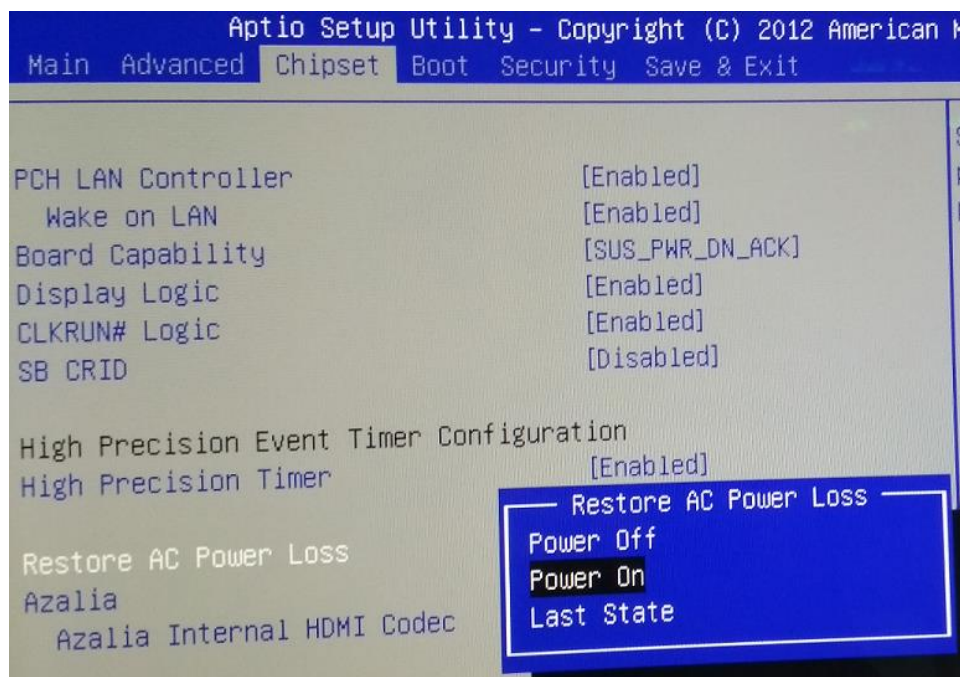 Aptio Setup Utility – Copyright (C) 2012 American
Main Advanced Chipset Boot Security Save & Exit
PCH LAN Controller [Enabled]
Wake on LAN [Enabled]
Board Capability [SUS_PWR_DN_ACK]
Display Logic [Enabled]
CLKRUN# Logic [Enabled]
SB CRID [Disabled]
High Precision Event Timer Configuration
High Precision Timer [Enabled]
Restore AC Power Loss
Azalia
Azalia Internal HDMI Codec
Restore AC Power Loss
Power Off
Power On
Last State